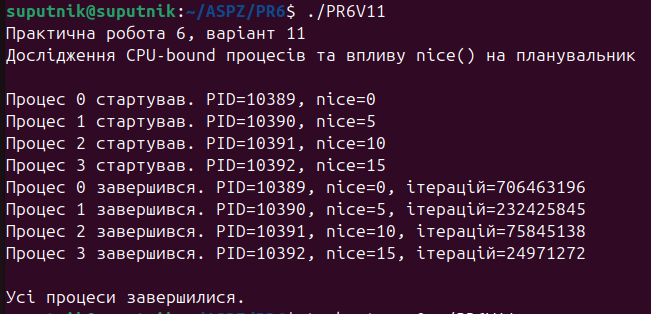 suputnik@suputnik:~/ASPZ/PR6$ ./PR6V11
Практична робота 6, варіант 11
Дослідження CPU-bound процесів та впливу nice() на планувальник
Процес 0 стартував. PID=10389, nice=0
Процес 1 стартував. PID=10390, nice=5
Процес 2 стартував. PID=10391, nice=10
Процес 3 стартував. PID=10392, nice=15
Процес 0 завершився. PID=10389, nice=0, ітерацій=706463196
Процес 1 завершився. PID=10390, nice=5, ітерацій=232425845
Процес 2 завершився. PID=10391, nice=10, ітерацій=75845138
Процес 3 завершився. PID=10392, nice=15, ітерацій=24971272
Усі процеси завершилися.